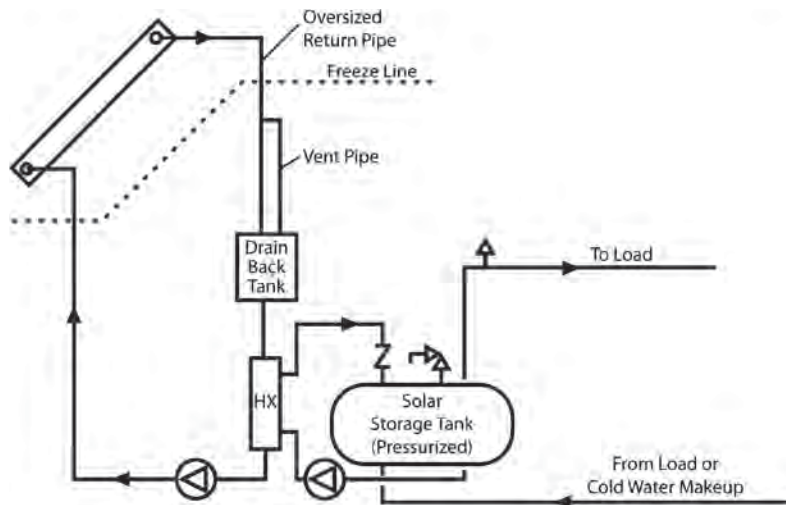 Oversized
Return Pipe
Freeze Line
Vent Pipe
Drain
Back
Tank
To Load
HX
Solar
Storage Tank
(Pressurized)
From Load or
Cold Water Makeup